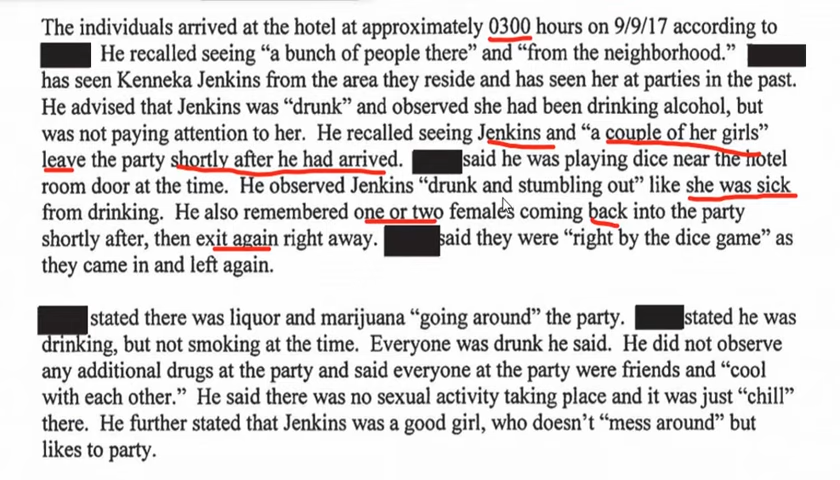 The individuals arrived at the hotel at approximately 0300 hours on 9/9/17 according to
He recalled seeing “a bunch of people there” and “from the neighborhood.”
has seen Kenneka Jenkins from the area they reside and has seen her at parties in the past.
He advised that Jenkins was “drunk” and observed she had been drinking alcohol, but
was not paying attention to her. He recalled seeing Jenkins and “a couple of her girls”
leave the party shortly after he had arrived. said he was playing dice near the hotel
room door at the time. He observed Jenkins “drunk and stumbling out” like she was sick
from drinking. He also remembered one or two females coming back into the party
shortly after, then exit again right away. said they were “right by the dice game” as
they came in and left again.
stated there was liquor and marijuana “going around” the party. stated he was
drinking, but not smoking at the time. Everyone was drunk he said. He did not observe
any additional drugs at the party and said everyone at the party were friends and “cool
with each other.” He said there was no sexual activity taking place and it was just “chill”
there. He further stated that Jenkins was a good girl, who doesn’t “mess around” but
likes to party.